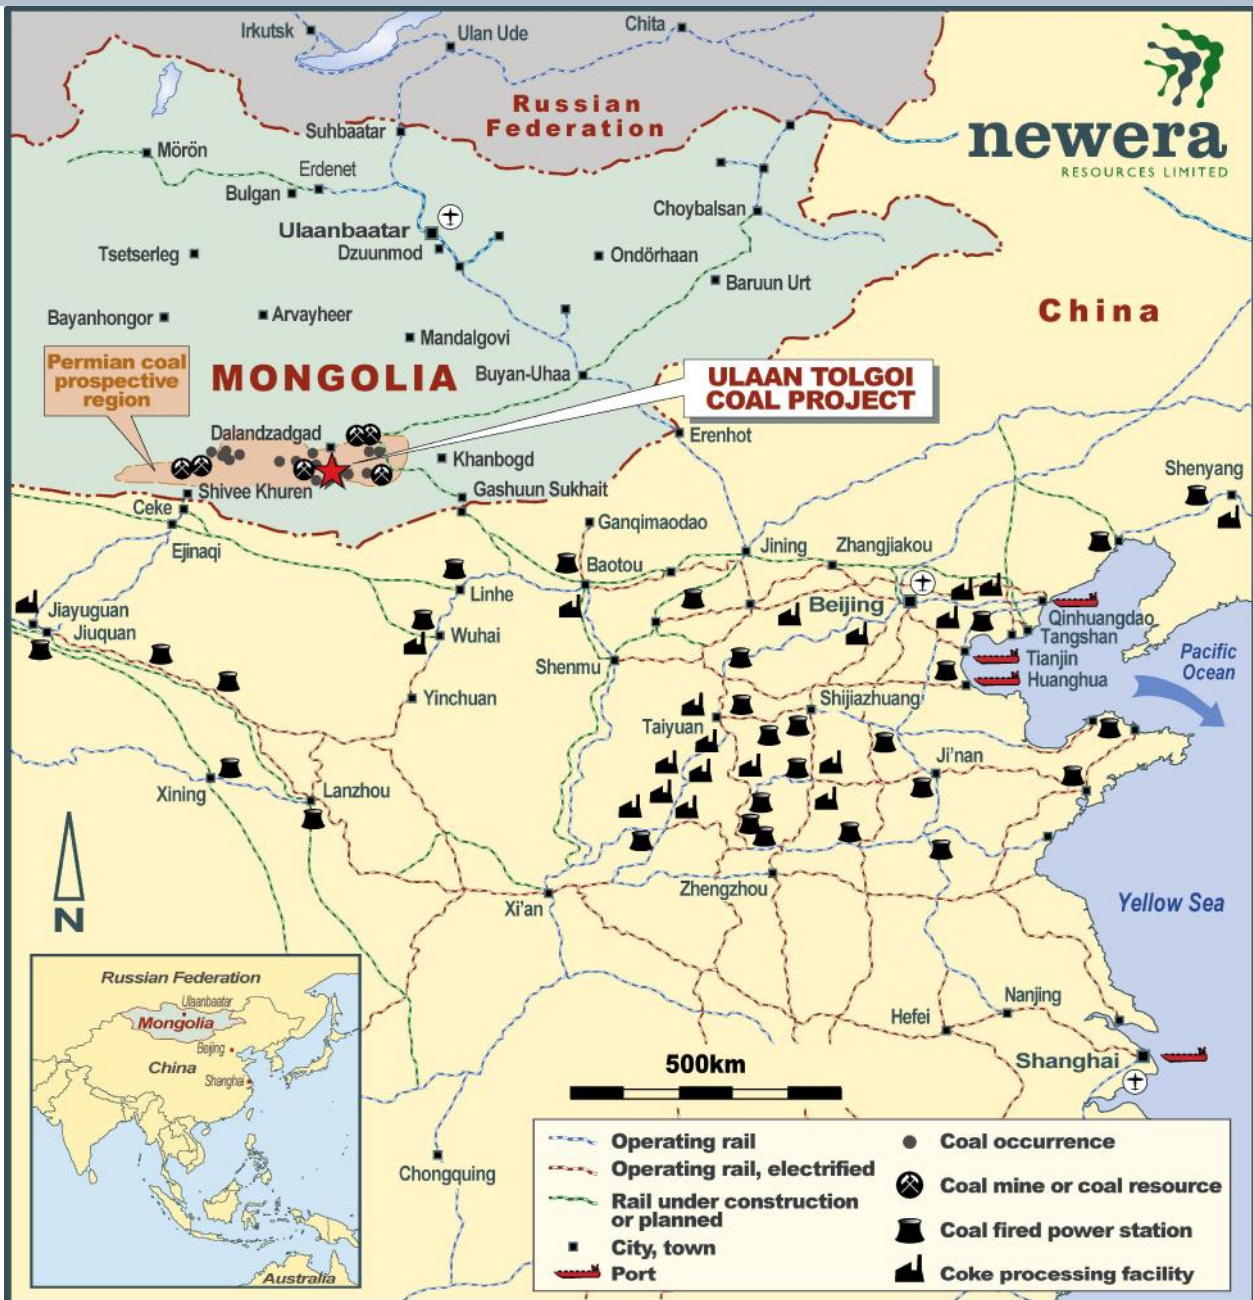 Irkutsk
Ulan Ude
Chita
Russian
Federation
newera
RESOURCES LIMITED
Suhbaatar
Mörön
Erdenet
Bulgan
Choybalsan
Ulaanbaatar
Dzuunmod
Tsetserleg
Ondörhaan
Baruun Urt
China
Bayanhongor
Arvayheer
Mandalgovi
Permian coal
prospective
region
MONGOLIA
Buyan-Uhaa
ULAAN TOLGOI
COAL PROJECT
Dalandzadgad
Erenhot
Khanbogd
Shivee Khuren
Gashuun Sukhait
Shenyang
Ceke
Ejinaqi
Ganqimaodao
Jining
Zhangjiakou
Baotou
Linhe
Beijing
Jiayuguan
Jiuquan
Wuhai
Qinhuangdao
Tangshan
Tianjin
Huanghua
Pacific
Ocean
Shenmu
Yinchuan
Shijiazhuang
Taiyuan
Ji'nan
Xining
Lanzhou
Zhengzhou
Xi'an
N
Yellow Sea
Russian Federation
Ulaanbaatar
Mongolia
Beijing
China
Shanghai
Australia
Nanjing
Hefei
Shanghai
500km
Chongquing
Operating rail
Operating rail, electrified
Rail under construction
or planned
City, town
Port
Coal occurrence
Coal mine or coal resource
Coal fired power station
Coke processing facility